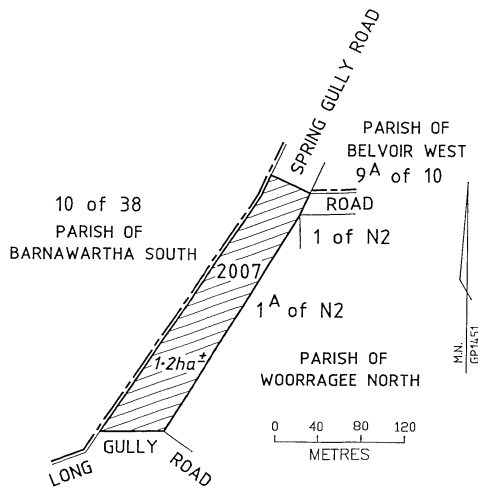 SPRING GULLY ROAD
PARISH OF
BELVOIR WEST
9A of 10
10 of 38
PARISH OF
BARNAWARTHA SOUTH
ROAD
1 of N2
2007
1A of N2
1·2ha±
PARISH OF
WOORRAGEE NORTH
M.N.
GP1451
LONG GULLY ROAD
0 40 80 120
METRES